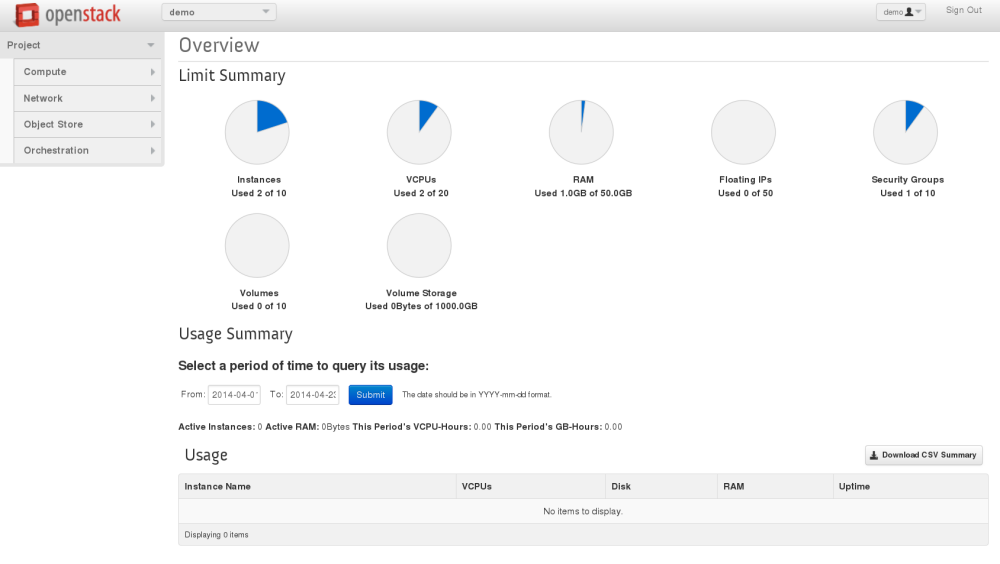 openstack
demo
demo
Sign Out
Project
Compute
Network
Object Store
Orchestration
Overview
Limit Summary
Instances
Used 2 of 10
VCPUs
Used 2 of 20
RAM
Used 1.0GB of 50.0GB
Floating IPs
Used 0 of 50
Security Groups
Used 1 of 10
Volumes
Used 0 of 10
Volume Storage
Used 0Bytes of 1000.0GB
Usage Summary
Select a period of time to query its usage:
From: 2014-04-0 To: 2014-04-2 Submit The date should be in YYYY-mm-dd format.
Active Instances: 0 Active RAM: 0Bytes This Period's VCPU-Hours: 0.00 This Period's GB-Hours: 0.00
Usage
Download CSV Summary
Instance Name VCPUs Disk RAM Uptime
No items to display.
Displaying 0 items